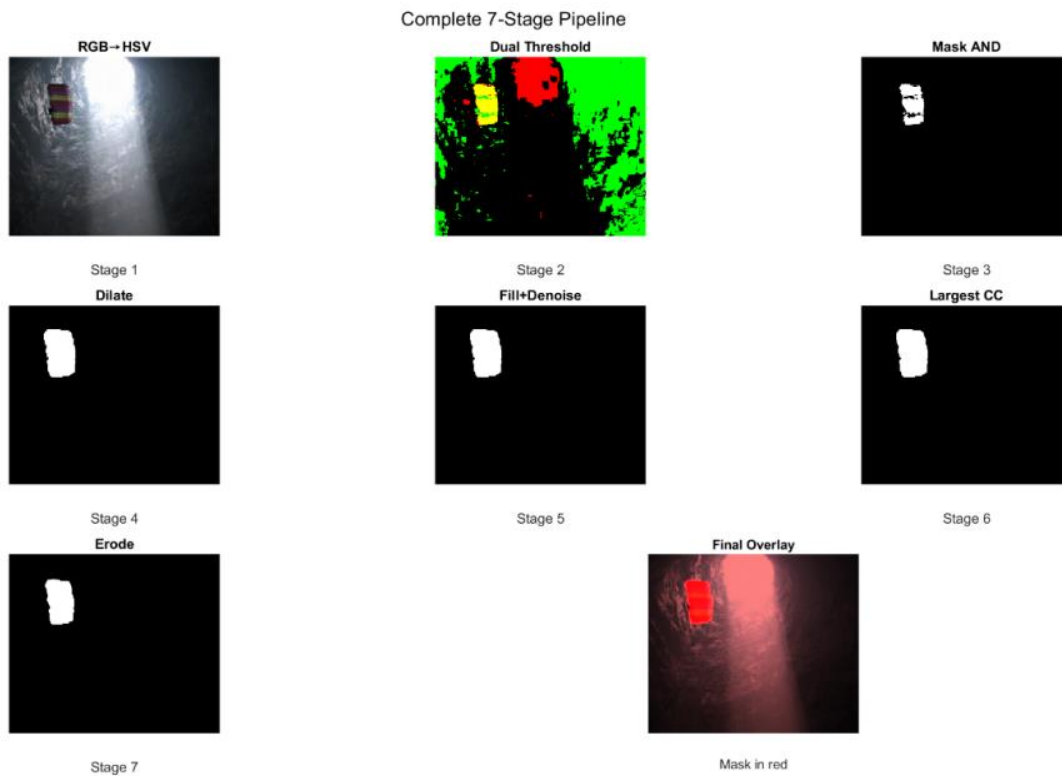 Complete 7-Stage Pipeline
RGB→HSV
Dual Threshold
Mask AND
Stage 1
Stage 2
Stage 3
Dilate
Fill+Denoise
Largest CC
Stage 4
Stage 5
Stage 6
Erode
Final Overlay
Stage 7
Mask in red